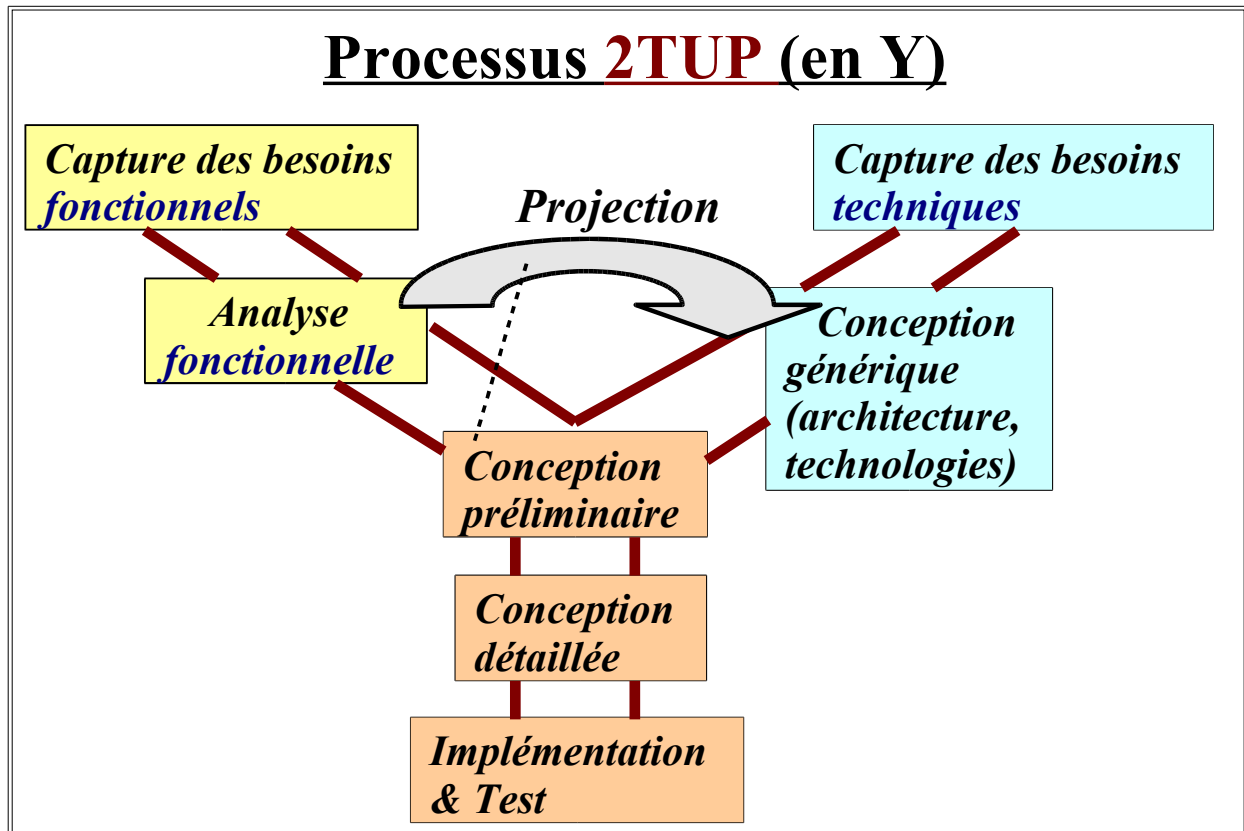 Processus 2TUP (en Y)
Capture des besoins
fonctionnels
Capture des besoins
techniques
Projection
Analyse
fonctionnelle
Conception
générique
(architecture,
technologies)
Conception
préliminaire
Conception
détaillée
Implémentation
& Test